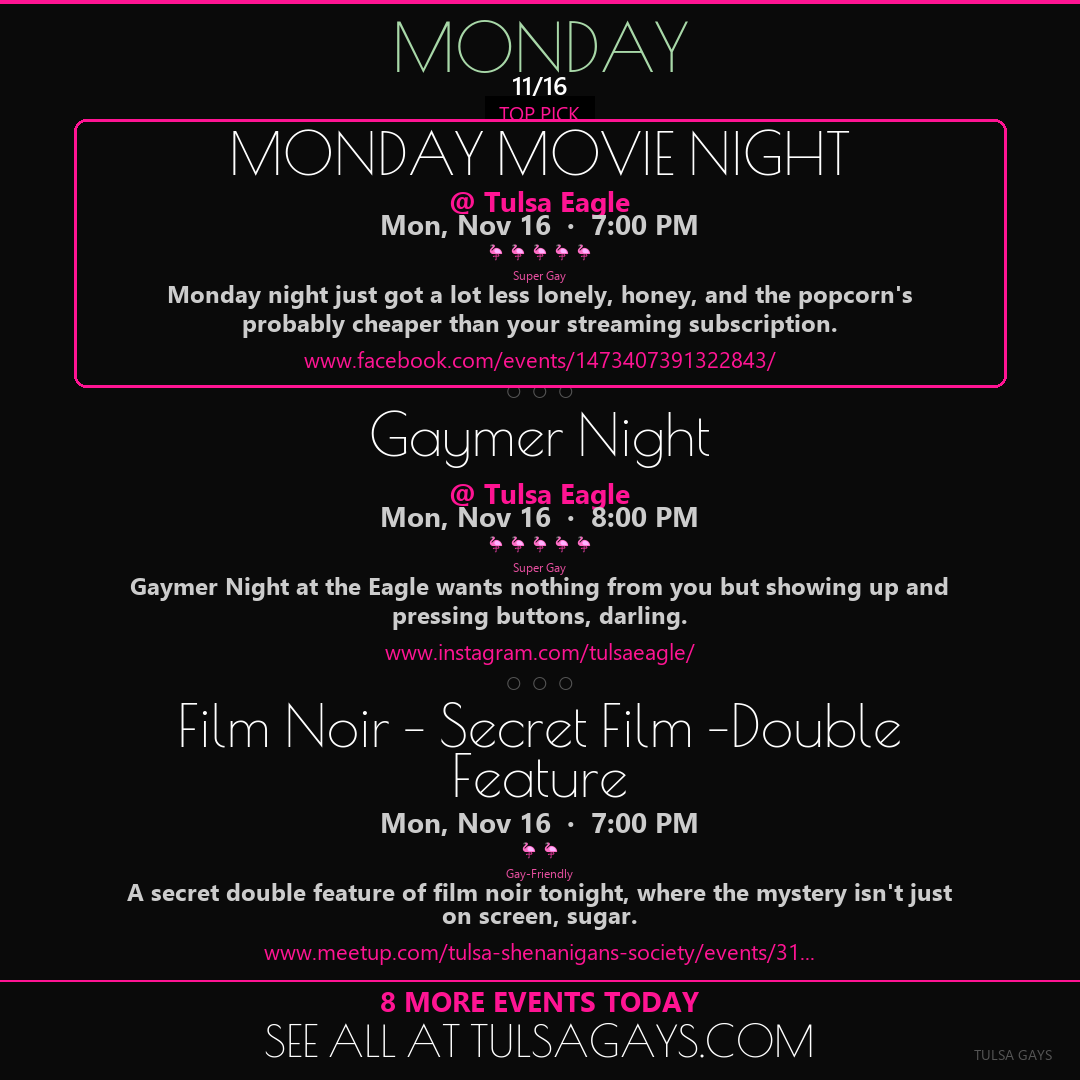 MONDAY
11/16
TOP PICK
MONDAY MOVIE NIGHT
@ Tulsa Eagle
Mon, Nov 16 · 7:00 PM
Super Gay
Monday night just got a lot less lonely, honey, and the popcorn's
probably cheaper than your streaming subscription.
www.facebook.com/events/1473407391322843/
Gaymer Night
@ Tulsa Eagle
Mon, Nov 16 · 8:00 PM
Super Gay
Gaymer Night at the Eagle wants nothing from you but showing up and
pressing buttons, darling.
www.instagram.com/tulsaeagle/
Film Noir – Secret Film –Double
Feature
Mon, Nov 16 · 7:00 PM
Gay-Friendly
A secret double feature of film noir tonight, where the mystery isn't just
on screen, sugar.
www.meetup.com/tulsa-shenanigans-society/events/31...
8 MORE EVENTS TODAY
SEE ALL AT TULSAGAYS.COM
TULSA GAYS